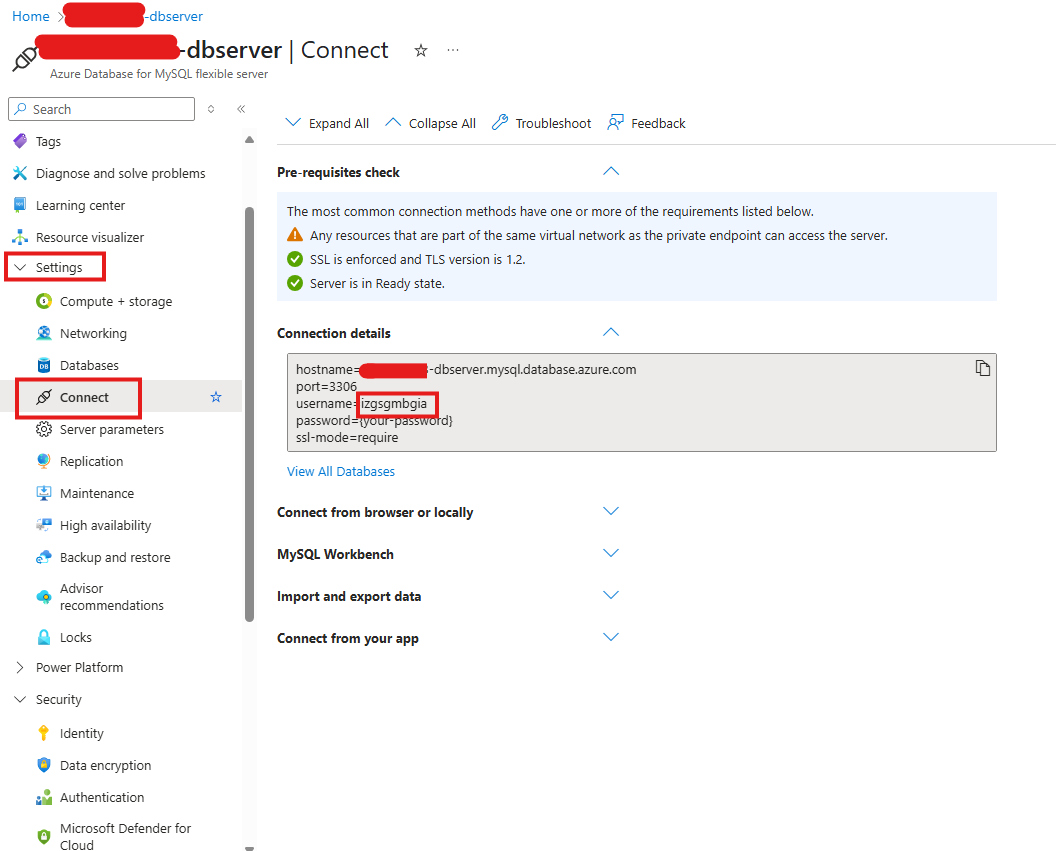 Home
-dbserver
-dbserver | Connect
Azure Database for MySQL flexible server
Search
Tags
Diagnose and solve problems
Learning center
Resource visualizer
Settings
Compute + storage
Networking
Databases
Connect
Server parameters
Replication
Maintenance
High availability
Backup and restore
Advisor
recommendations
Locks
Power Platform
Security
Identity
Data encryption
Authentication
Microsoft Defender for
Cloud
Expand All
Collapse All
Troubleshoot
Feedback
Pre-requisites check
The most common connection methods have one or more of the requirements listed below.
Any resources that are part of the same virtual network as the private endpoint can access the server.
SSL is enforced and TLS version is 1.2.
Server is in Ready state.
Connection details
hostname=-dbserver.mysql.database.azure.com
port=3306
username=izgsgmbgia
password={your-password}
ssl-mode=require
View All Databases
Connect from browser or locally
MySQL Workbench
Import and export data
Connect from your app